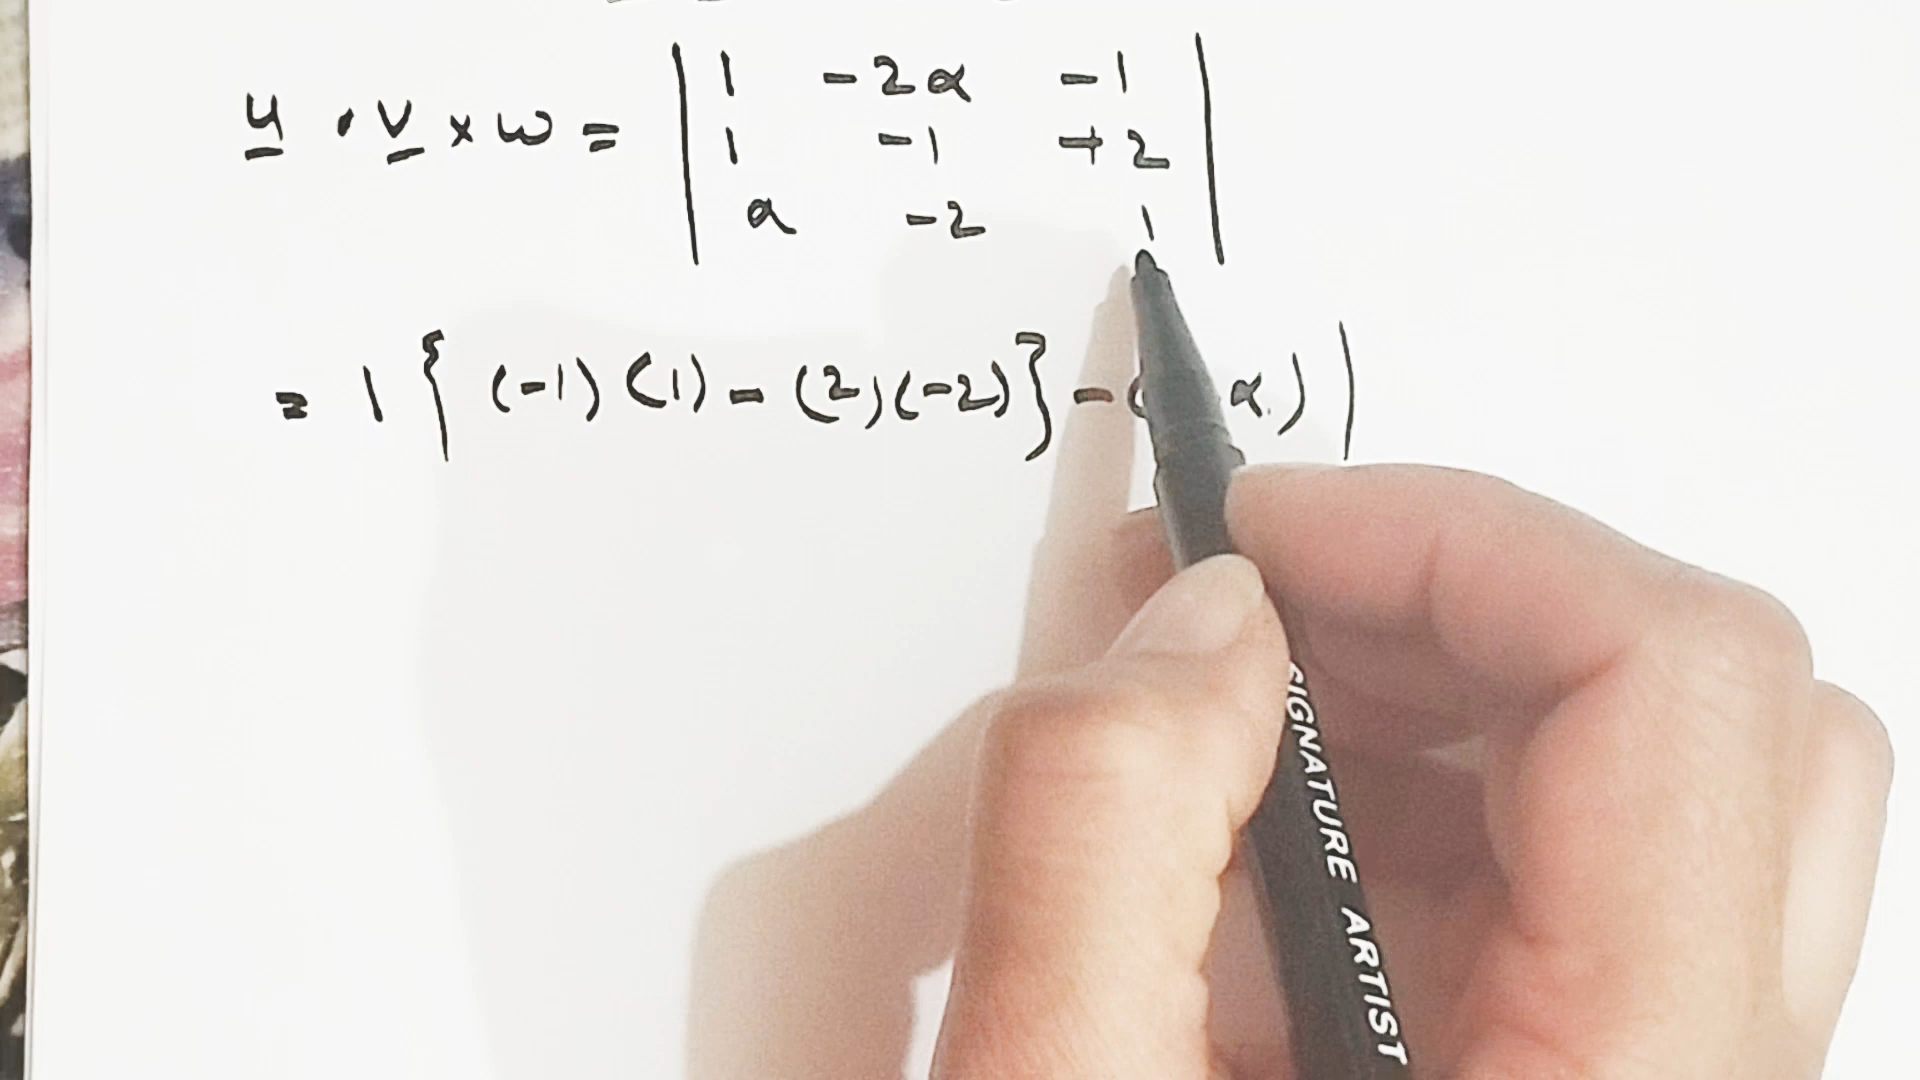 u . v × w = | 1 -2α -1 |
| 1 -1 +2 |
| α -2 1 |
= 1 { (-1) (1) - (2)(-2) } - ( α ) |
SIGNATURE ARTIST